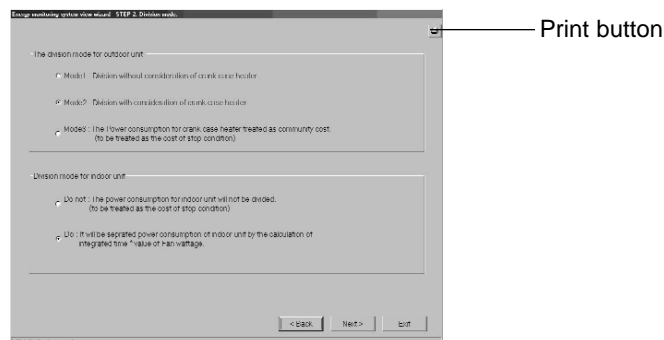 Energy monitoring system view wizard STEP 2. Division mode.
Print button
The division mode for outdoor unit
Mode1 : Division without consideration of crank case heater
Mode2 : Division with consideration of crank case heater
Mode3 : The Power consumption for crank case heater treated as community cost.
(to be treated as the cost of stop condition)
Division mode for indoor unit
Do not : The power consumption for indoor unit will not be divided.
(to be treated as the cost of stop condition)
Do : It will be seprated power consumption of indoor unit by the calculation of
integrated time *value of Fan wattage.
< Back
Next >
Exit